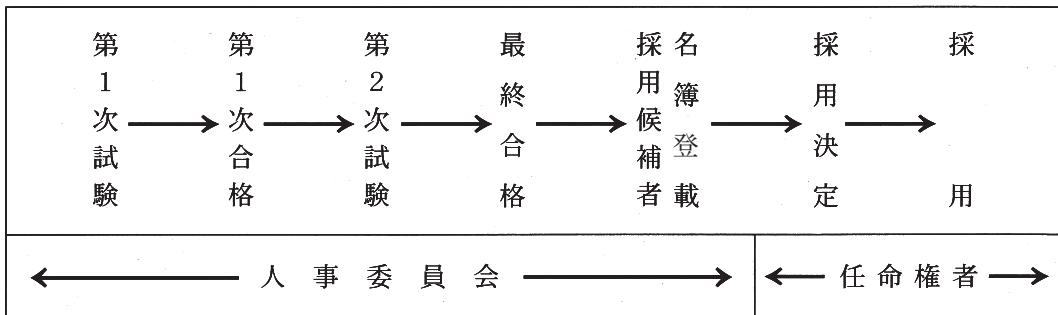 第1次試験
第1次合格
第2次試験
最終合格
採用候補者
名簿登載
採用決定
採用
人事委員会
任命権者